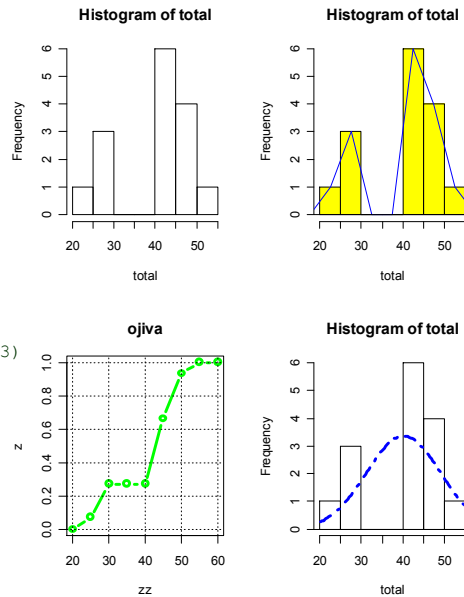 Histogram of total
Frequency
0 1 2 3 4 5 6
20 30 40 50
total
Histogram of total
Frequency
0 1 2 3 4 5 6
20 30 40 50
total
3)
ojiva
z
0.0 0.2 0.4 0.6 0.8 1.0
20 30 40 50 60
zz
Histogram of total
Frequency
0 1 2 3 4 5 6
20 30 40 50
total